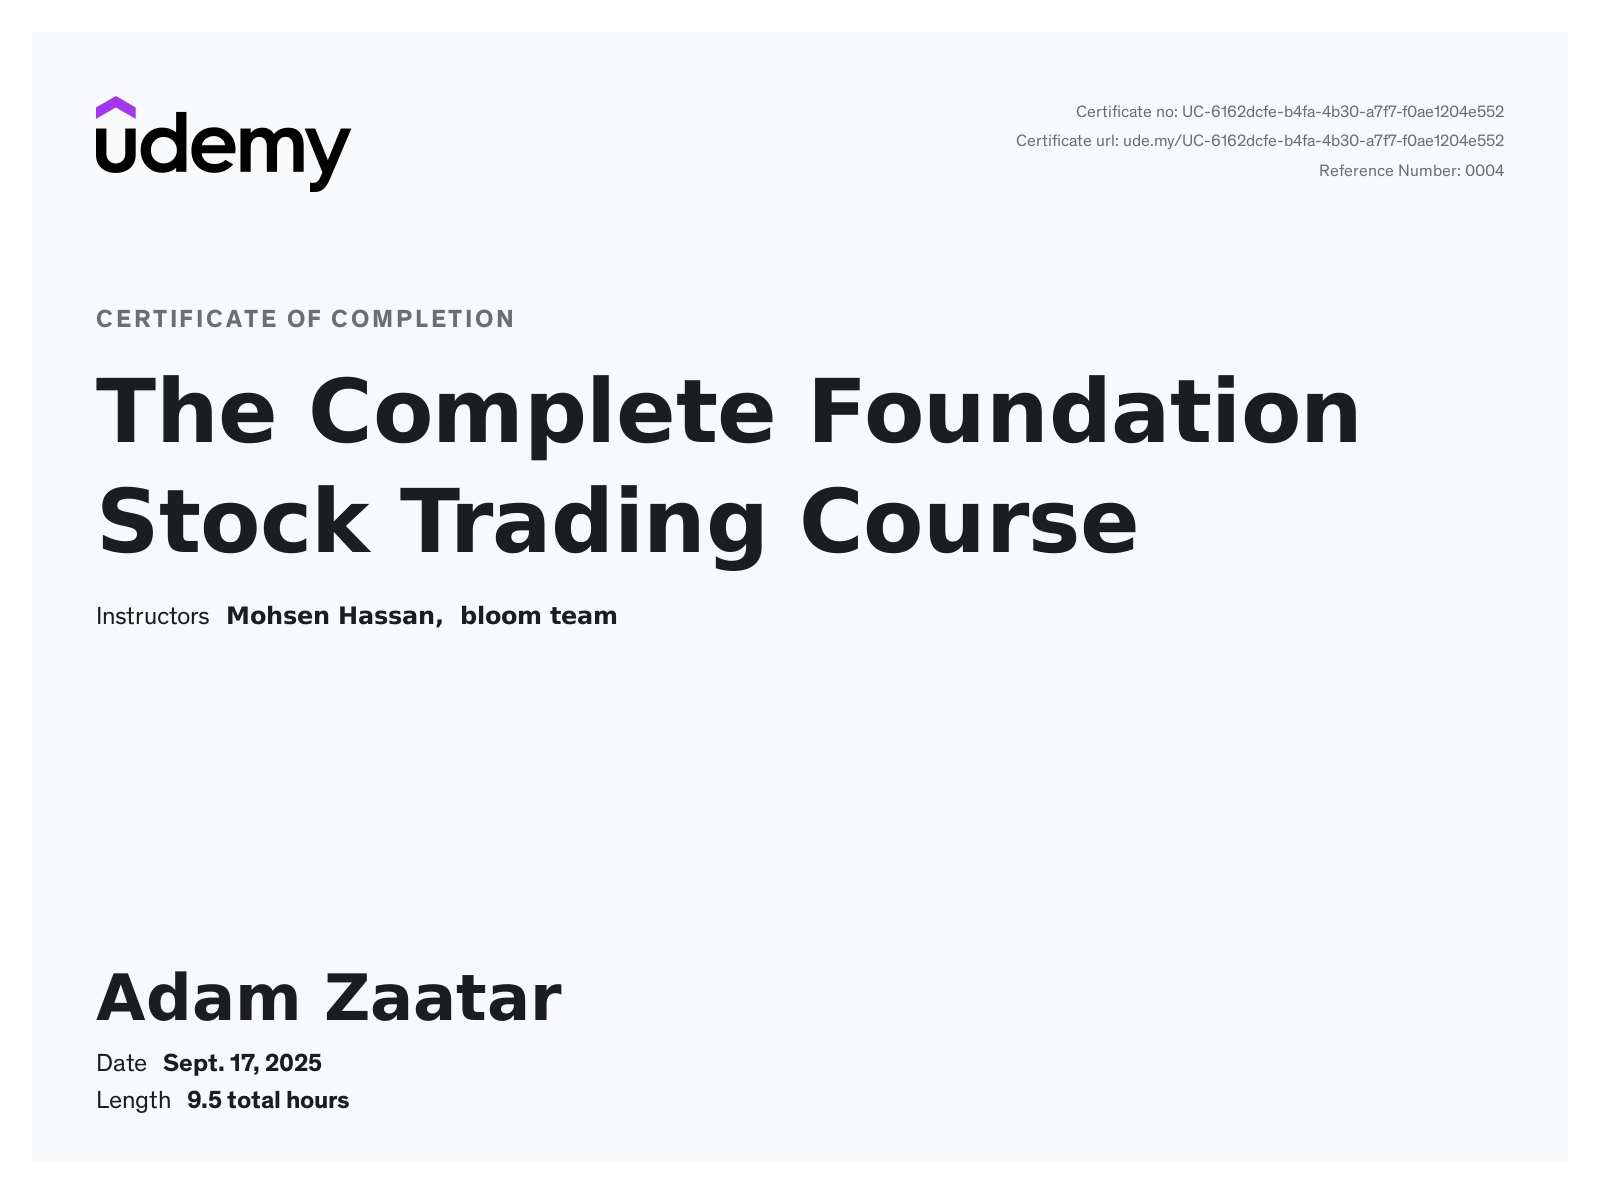 udemy
Certificate no: UC-6162dcfe-b4fa-4b30-a7f7-f0ae1204e552
Certificate url: ude.my/UC-6162dcfe-b4fa-4b30-a7f7-f0ae1204e552
Reference Number: 0004
CERTIFICATE OF COMPLETION
The Complete Foundation
Stock Trading Course
Instructors Mohsen Hassan, bloom team
Adam Zaatar
Date Sept. 17, 2025
Length 9.5 total hours